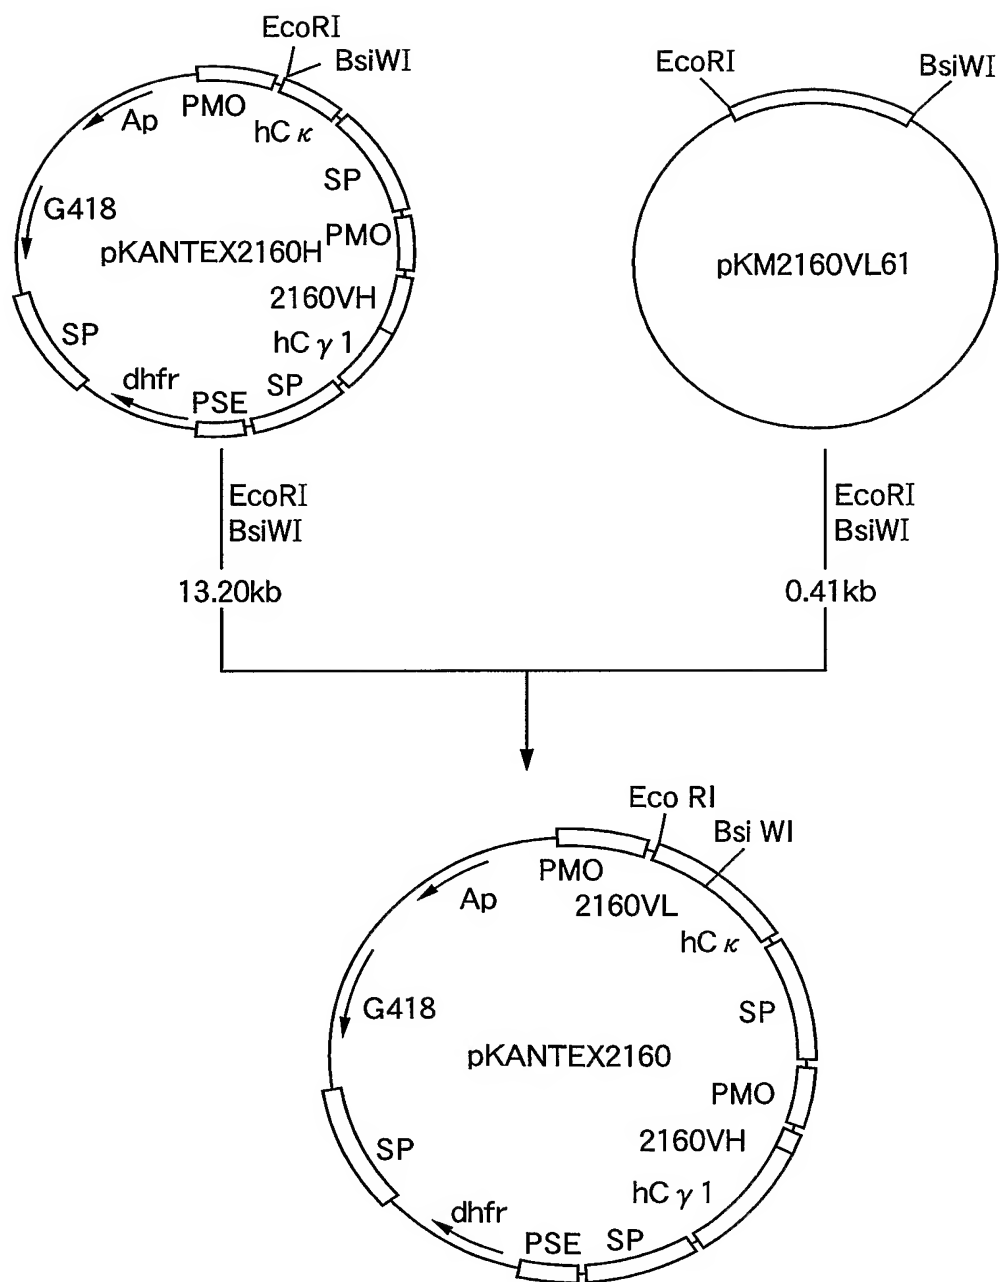 EcoRI
BsiWI
PMO
Ap
hCκ
SP
G418
pKANTEX2160H
PMO
2160VH
hCγ1
SP
dhfr
PSE
SP
EcoRI
BsiWI
pKM2160VL61
EcoRI
BsiWI
13.20kb
EcoRI
BsiWI
0.41kb
Eco RI
Bsi WI
PMO
Ap
2160VL
hCκ
SP
G418
pKANTEX2160
PMO
2160VH
SP
hCγ1
dhfr
PSE
SP